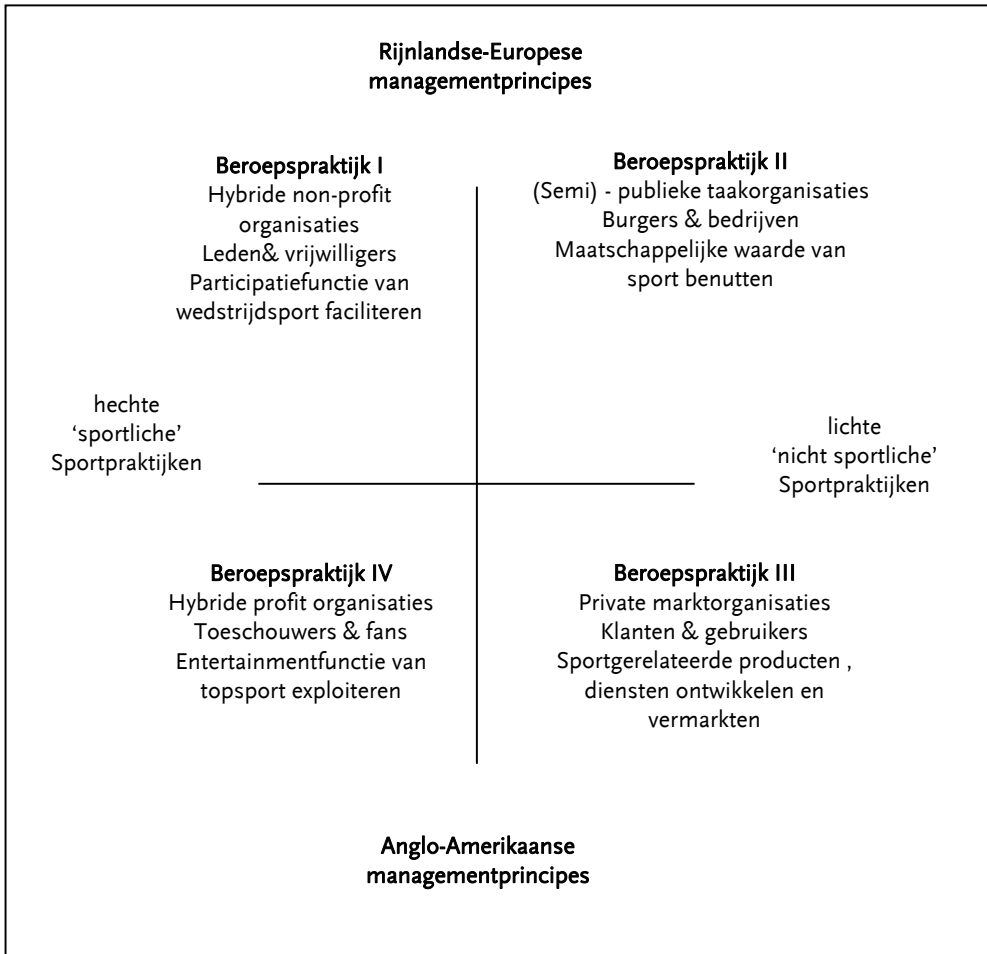 Rijnlandse-Europese
managementprincipes
Beroepspraktijk I
Hybride non-profit
organisaties
Leden& vrijwilligers
Participatiefunctie van
wedstrijdsport faciliteren
Beroepspraktijk II
(Semi) - publieke taakorganisaties
Burgers & bedrijven
Maatschappelijke waarde van
sport benutten
hechte
‘sportliche’
Sportpraktijken
lichte
‘nicht sportliche’
Sportpraktijken
Beroepspraktijk IV
Hybride profit organisaties
Toeschouwers & fans
Entertainmentfunctie van
topsport exploiteren
Beroepspraktijk III
Private marktorganisaties
Klanten & gebruikers
Sportgerelateerde producten ,
diensten ontwikkelen en
vermarkten
Anglo-Amerikaanse
managementprincipes